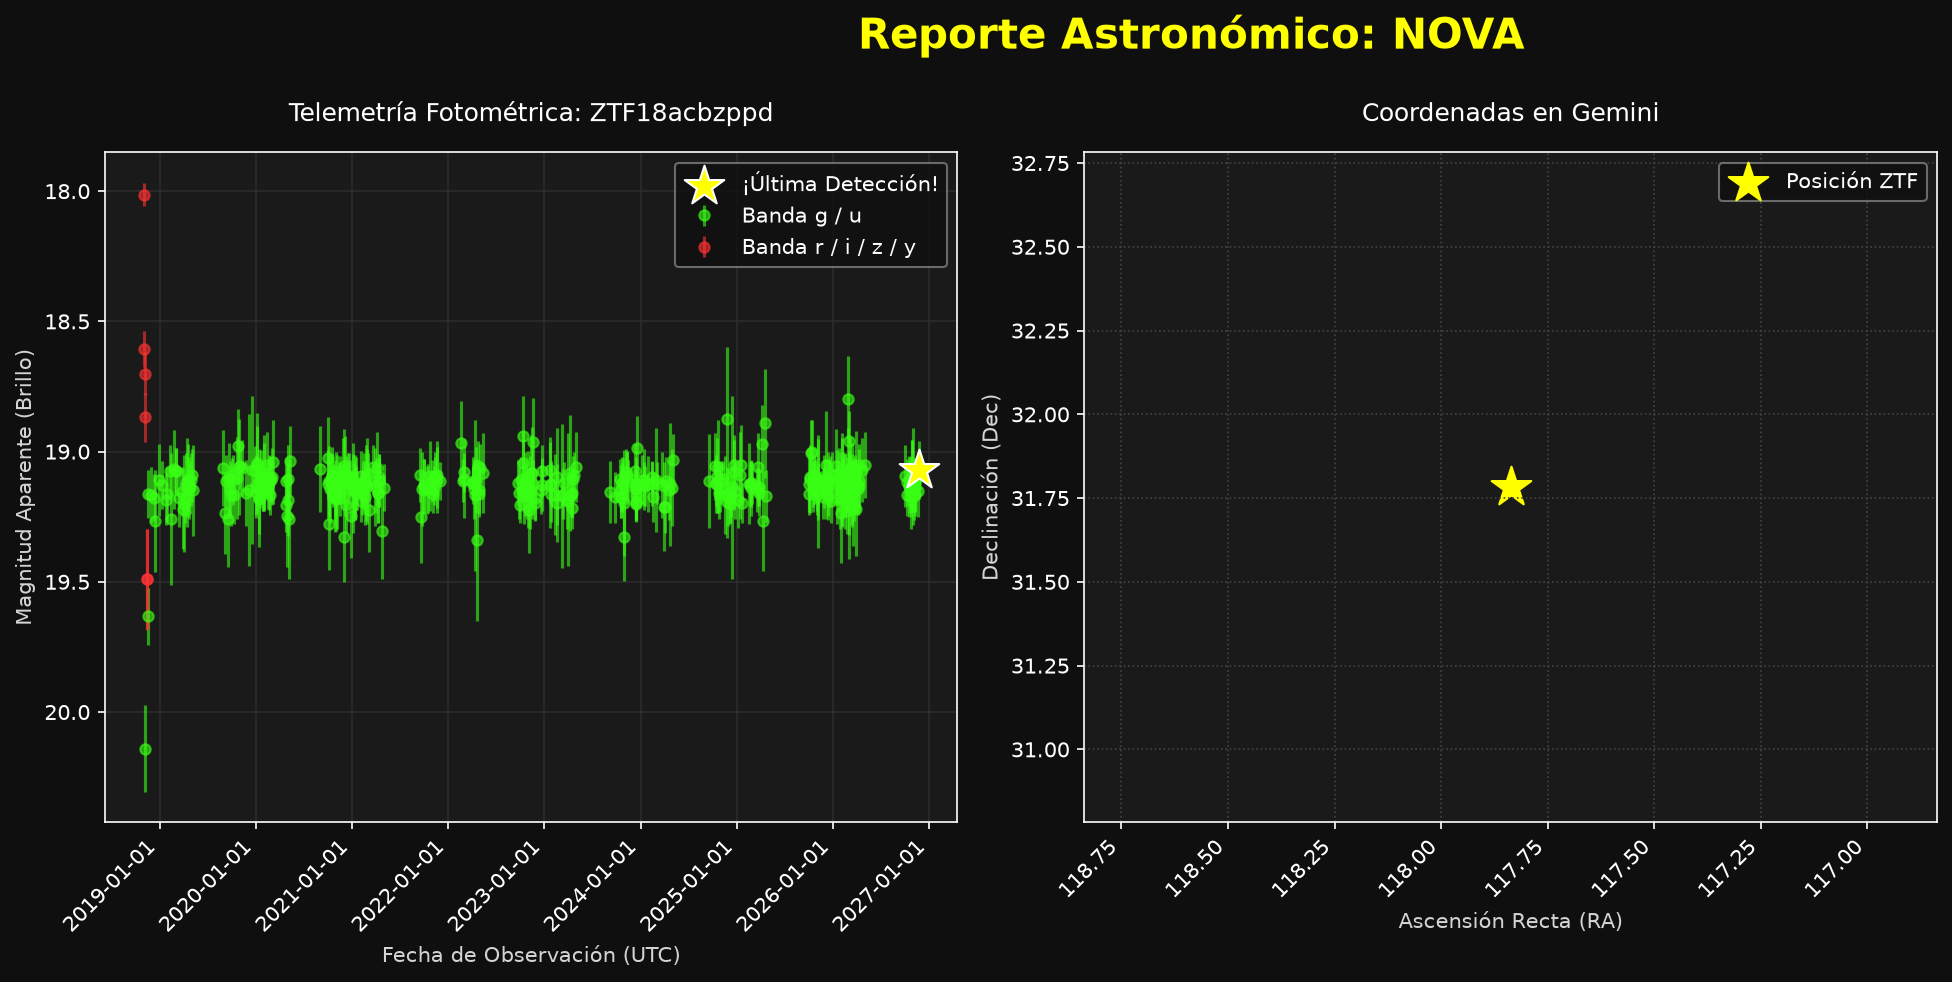 Reporte Astronómico: NOVA
Telemetría Fotométrica: ZTF18acbzppd
¡Última Detección!
Banda g / u
Banda r / i / z / y
Magnitud Aparente (Brillo)
18.0
18.5
19.0
19.5
20.0
2019-01-01
2020-01-01
2021-01-01
2022-01-01
2023-01-01
2024-01-01
2025-01-01
2026-01-01
2027-01-01
Fecha de Observación (UTC)
Coordenadas en Gemini
Posición ZTF
Declinación (Dec)
32.75
32.50
32.25
32.00
31.75
31.50
31.25
31.00
118.75
118.50
118.25
118.00
117.75
117.50
117.25
117.00
Ascensión Recta (RA)